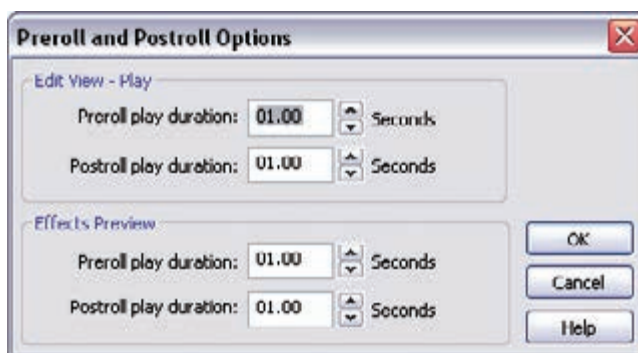 Preroll and Postroll Options
Edit View - Play
Preroll play duration: 01.00 Seconds
Postroll play duration: 01.00 Seconds
Effects Preview
Preroll play duration: 01.00 Seconds
Postroll play duration: 01.00 Seconds
OK
Cancel
Help